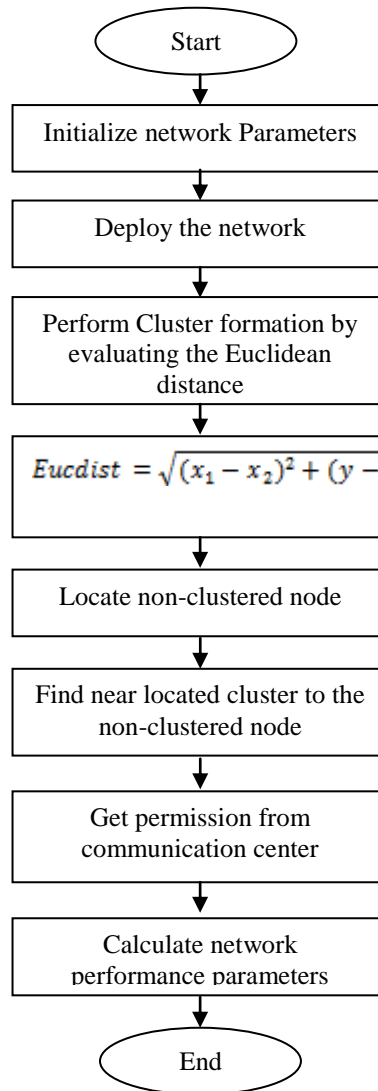 Start
Initialize network Parameters
Deploy the network
Perform Cluster formation by
evaluating the Euclidean
distance
Eucdist = √(x₁ − x₂)² + (y −
Locate non-clustered node
Find near located cluster to the
non-clustered node
Get permission from
communication center
Calculate network
performance parameters
End